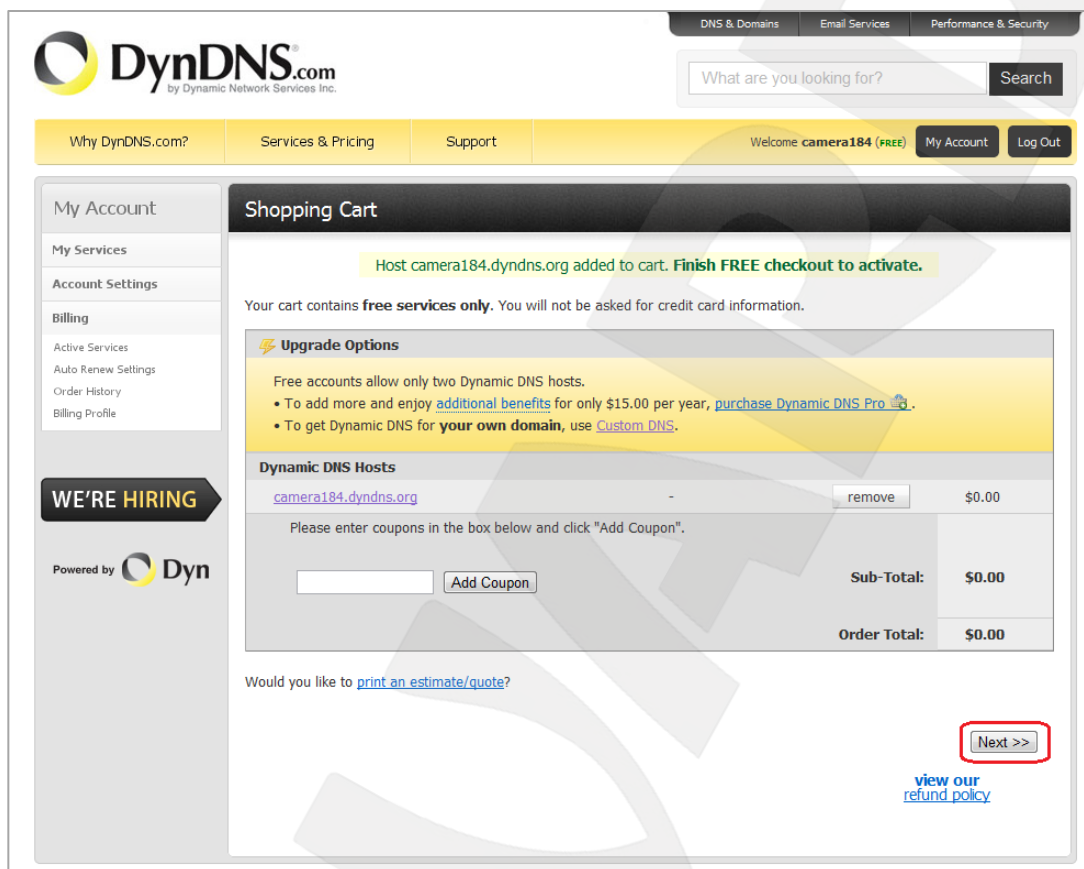 DNS & Domains Email Services Performance & Security
DynDNS.com
by Dynamic Network Services Inc.
What are you looking for? Search
Why DynDNS.com? Services & Pricing Support Welcome camera184 (FREE) My Account Log Out
My Account
My Services
Account Settings
Billing
Active Services
Auto Renew Settings
Order History
Billing Profile
WE'RE HIRING
Powered by Dyn
Shopping Cart
Host camera184.dyndns.org added to cart. Finish FREE checkout to activate.
Your cart contains free services only. You will not be asked for credit card information.
Upgrade Options
Free accounts allow only two Dynamic DNS hosts.
• To add more and enjoy additional benefits for only $15.00 per year, purchase Dynamic DNS Pro .
• To get Dynamic DNS for your own domain, use Custom DNS.
Dynamic DNS Hosts
camera184.dyndns.org - remove $0.00
Please enter coupons in the box below and click "Add Coupon".
Add Coupon Sub-Total: $0.00
Order Total: $0.00
Would you like to print an estimate/quote?
Next >>
view our
refund policy